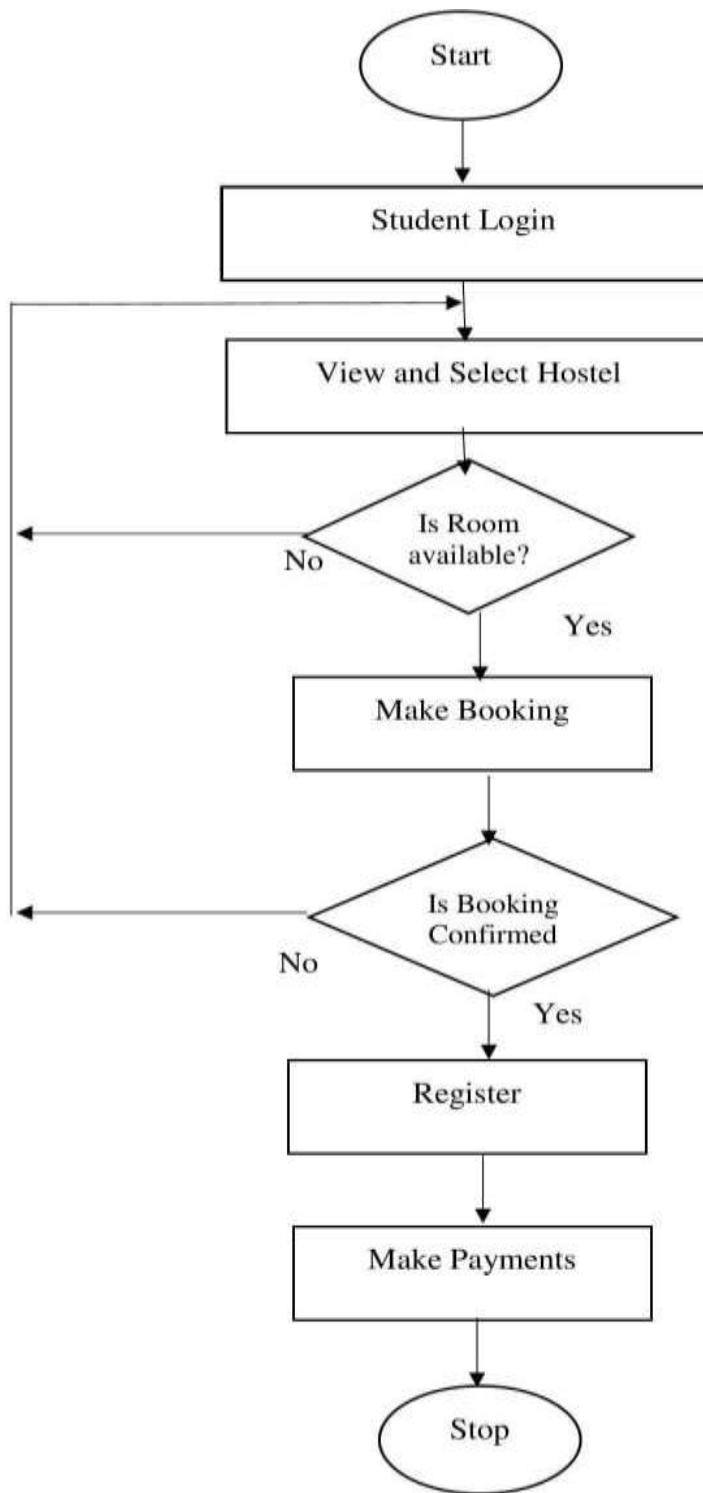 Start
Student Login
View and Select Hostel
Is Room
available?
No
Yes
Make Booking
Is Booking
Confirmed
No
Yes
Register
Make Payments
Stop